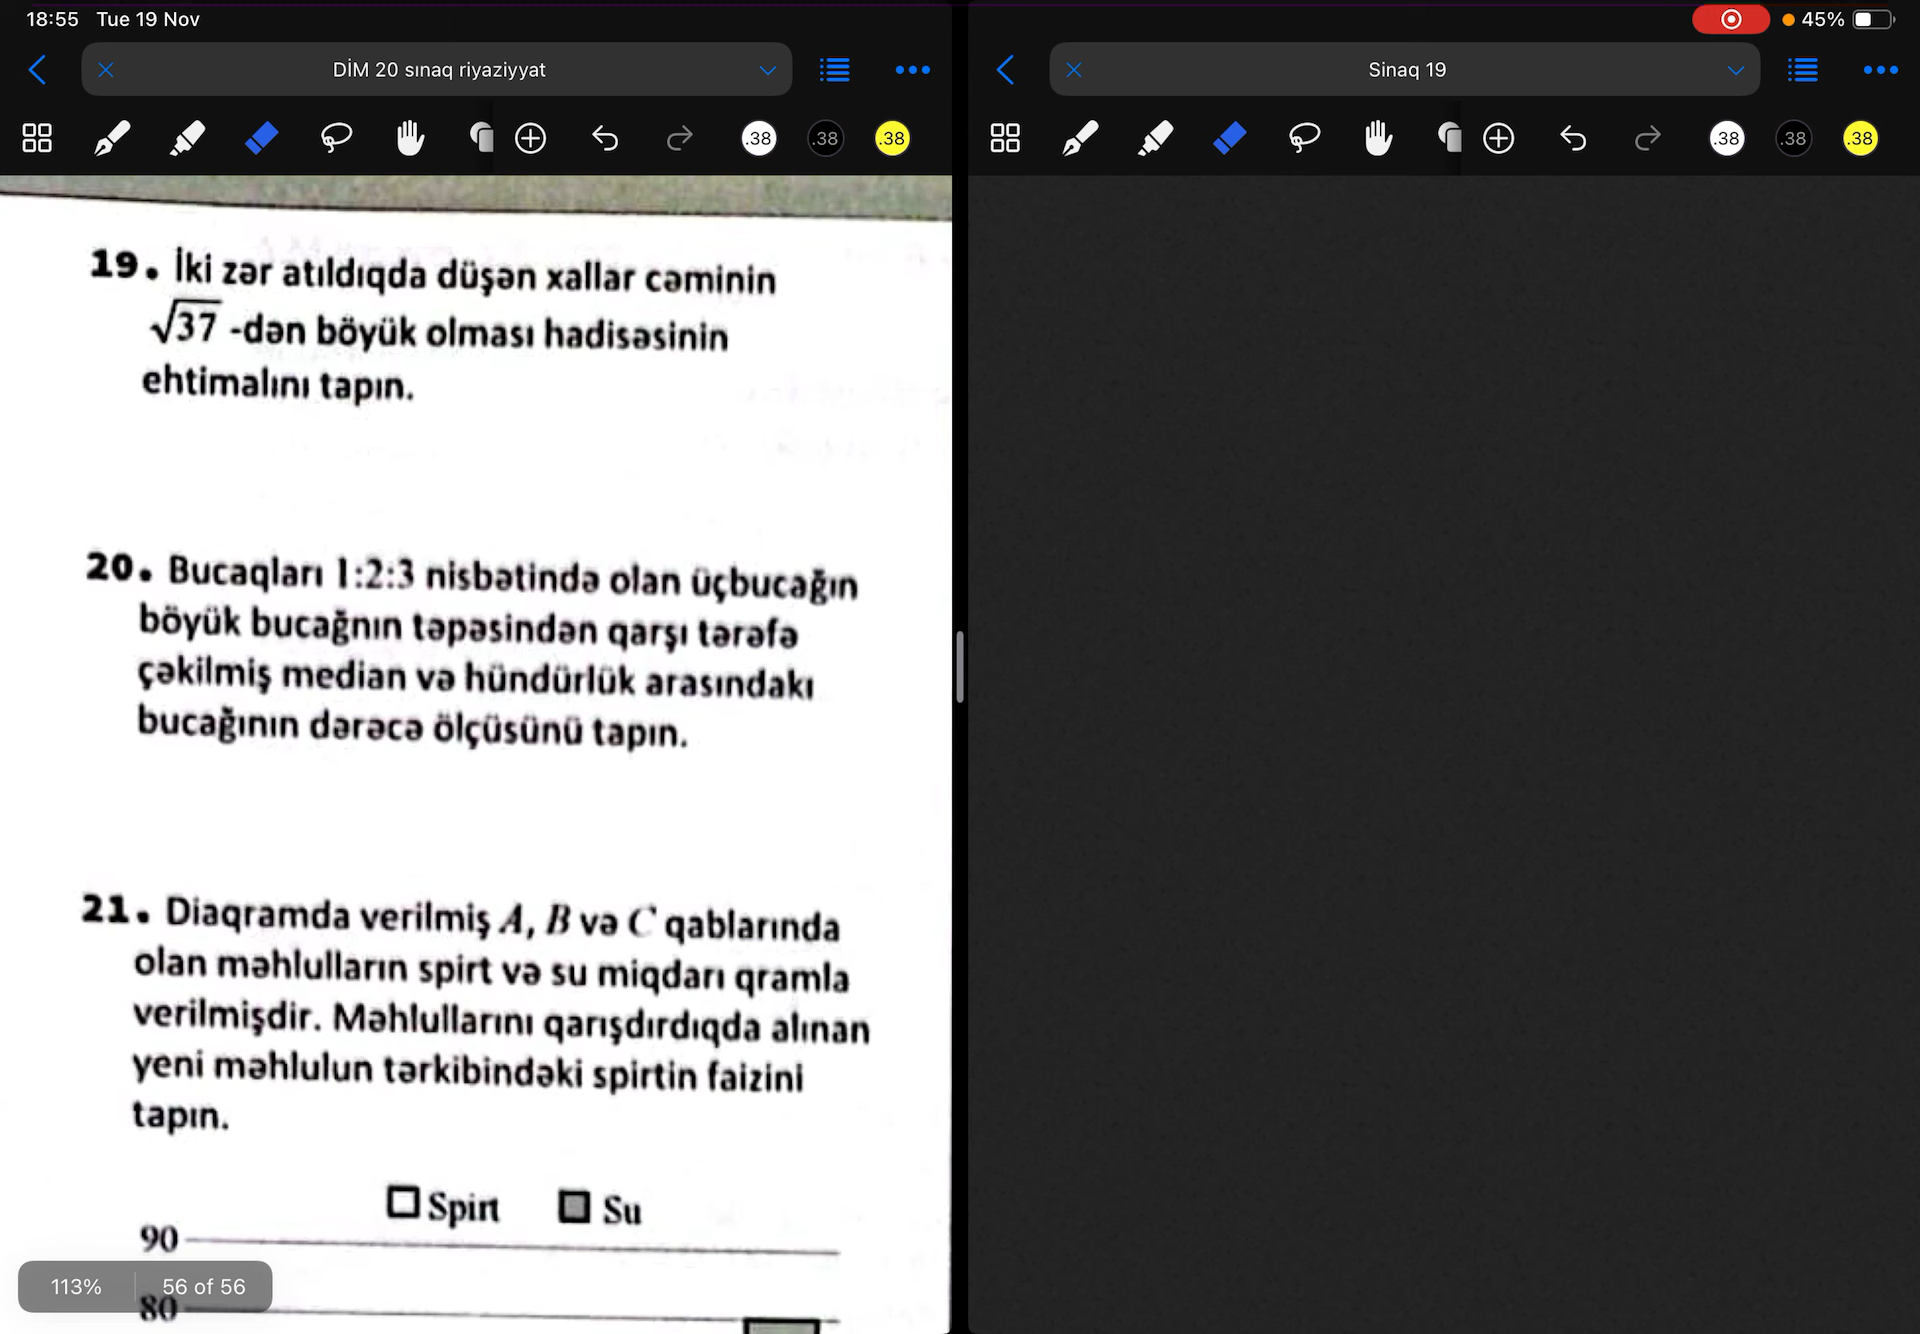 18:55 Tue 19 Nov
45%
DİM 20 sınaq riyaziyyat
Sinaq 19
.38 .38 .38
.38 .38 .38
19. İki zər atıldıqda düşən xallar cəminin
√37 -dən böyük olması hadisəsinin
ehtimalını tapın.
20. Bucaqları 1:2:3 nisbətində olan üçbucağın
böyük bucağnın təpəsindən qarşı tərəfə
çəkilmiş median və hündürlük arasındakı
bucağının dərəcə ölçüsünü tapın.
21. Diaqramda verilmiş A, B və C qablarında
olan məhlulların spirt və su miqdarı qramla
verilmişdir. Məhlullarını qarışdırdıqda alınan
yeni məhlulun tərkibindəki spirtin faizini
tapın.
Spirt Su
90
80
113% 56 of 56